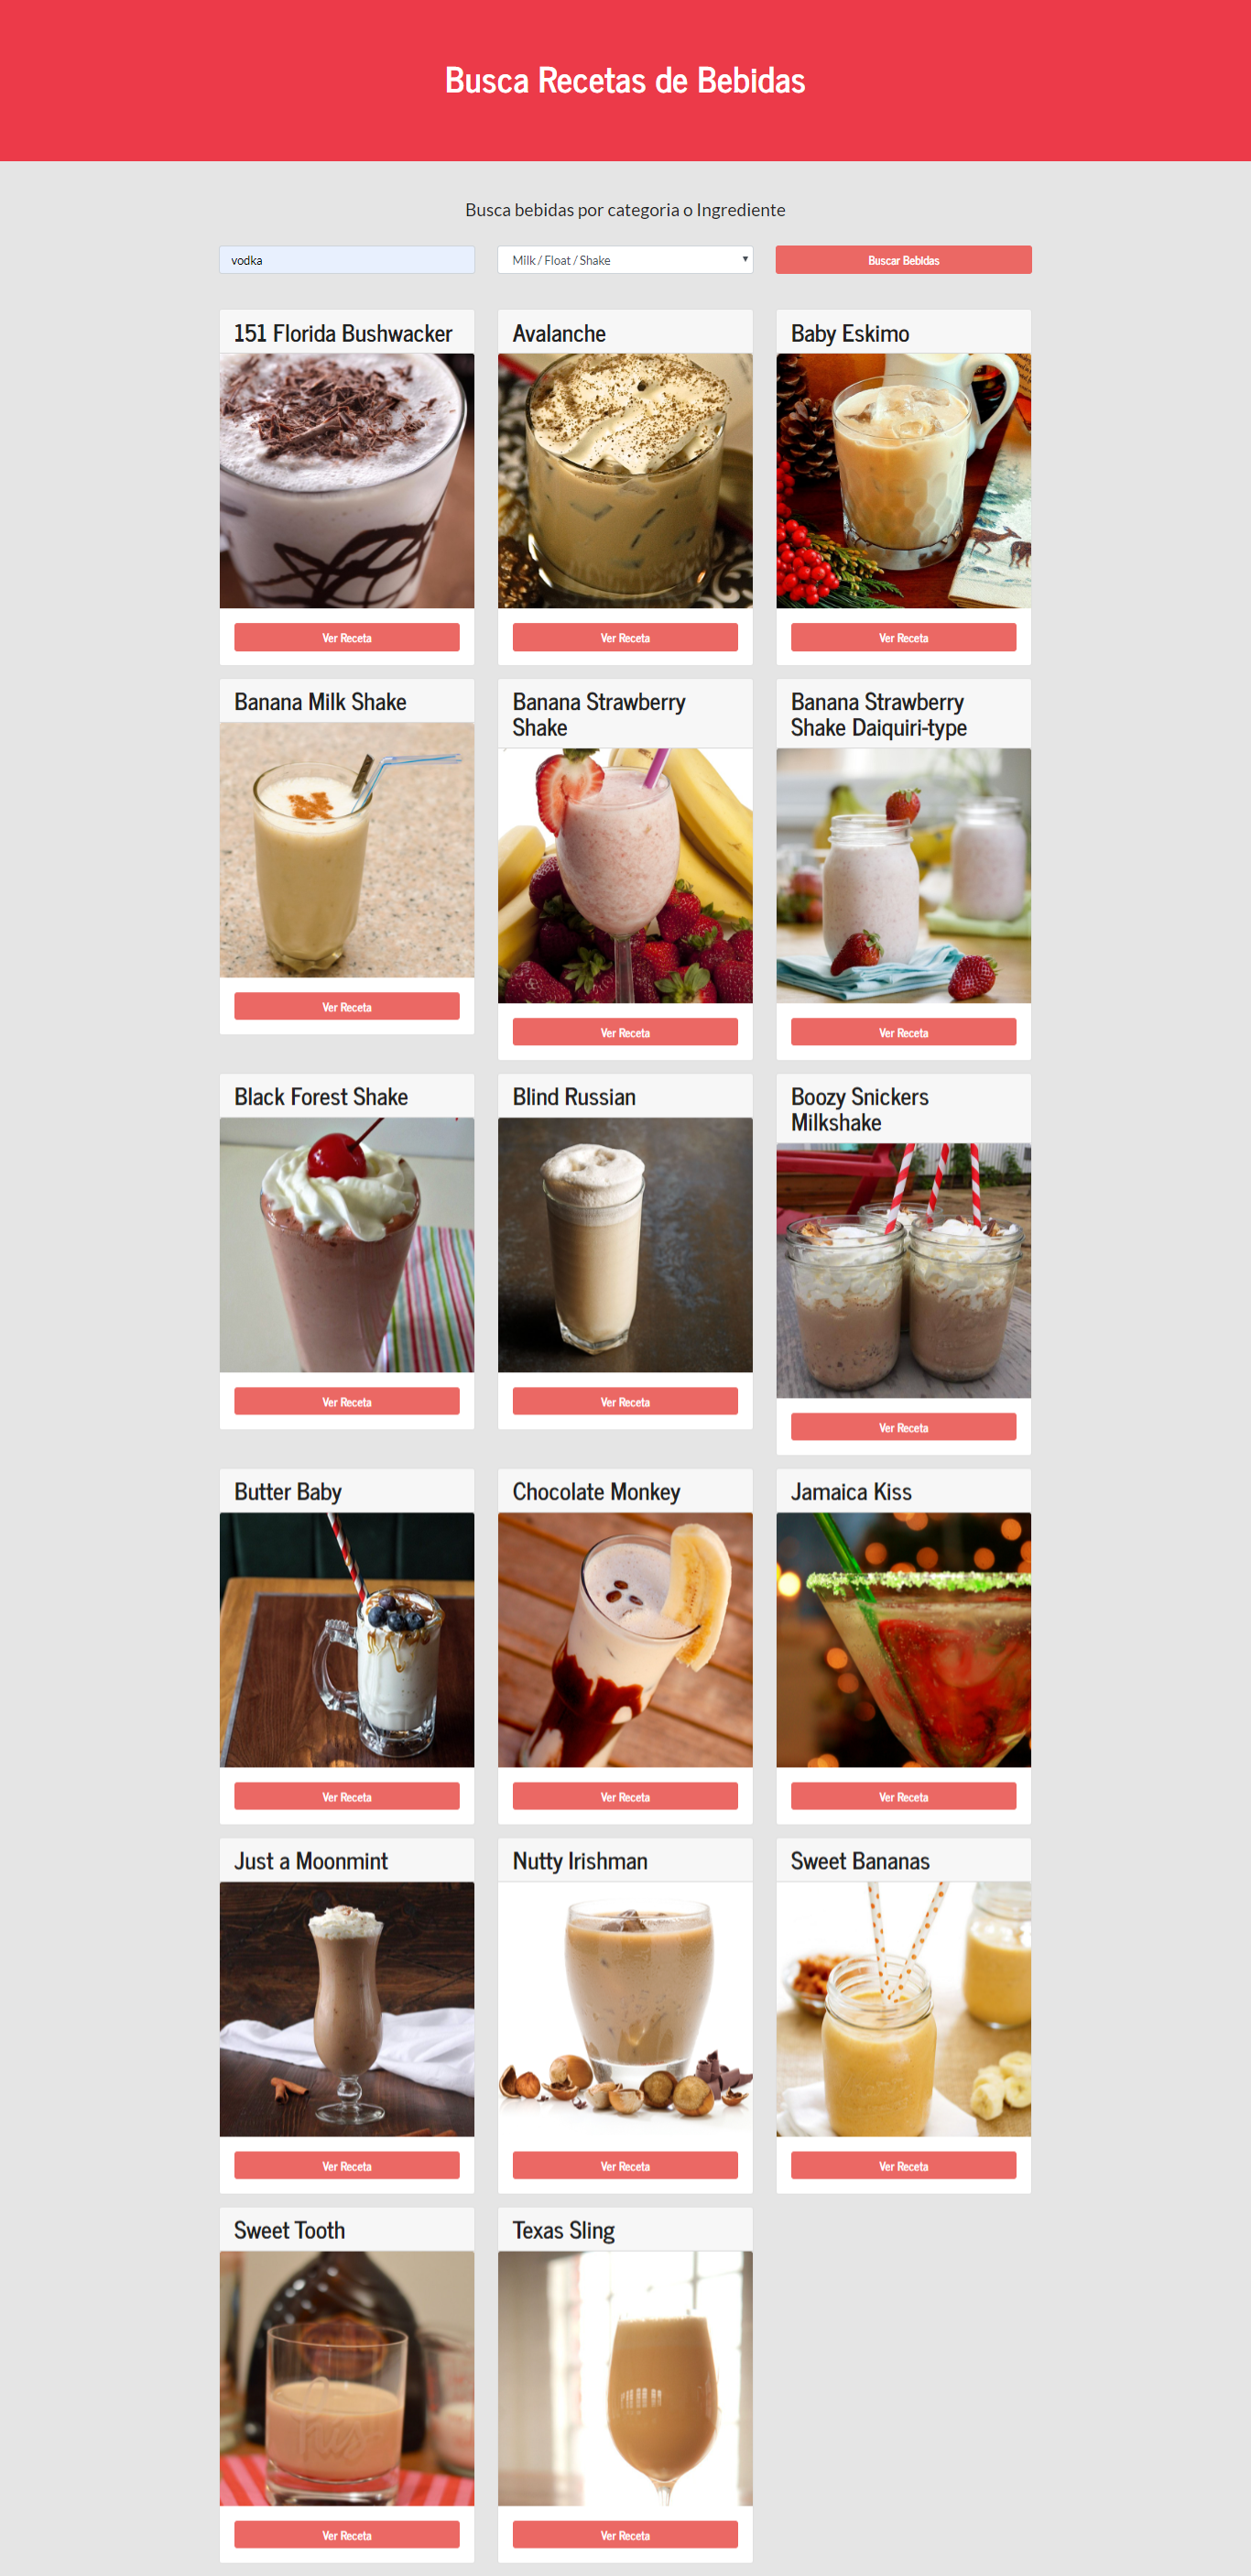 Busca Recetas de Bebidas
Busca bebidas por categoria o Ingrediente
vodka
Milk / Float / Shake
Buscar Bebidas
151 Florida Bushwacker
Avalanche
Baby Eskimo
Ver Receta
Ver Receta
Ver Receta
Banana Milk Shake
Banana Strawberry
Shake
Banana Strawberry
Shake Daiquiri-type
Ver Receta
Ver Receta
Ver Receta
Black Forest Shake
Blind Russian
Boozy Snickers
Milkshake
Ver Receta
Ver Receta
Ver Receta
Butter Baby
Chocolate Monkey
Jamaica Kiss
Ver Receta
Ver Receta
Ver Receta
Just a Moonmint
Nutty Irishman
Sweet Bananas
Ver Receta
Ver Receta
Ver Receta
Sweet Tooth
Texas Sling
Ver Receta
Ver Receta